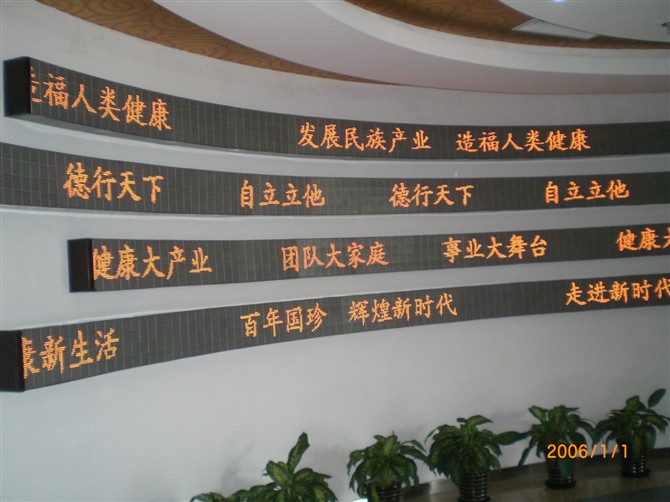 造福人类健康 发展民族产业 造福人类健康
德行天下 自立立他 德行天下 自立立他
健康大产业 团队大家庭 事业大舞台 健康大
康新生活 百年国珍 辉煌新时代 走进新时代
2006/1/1